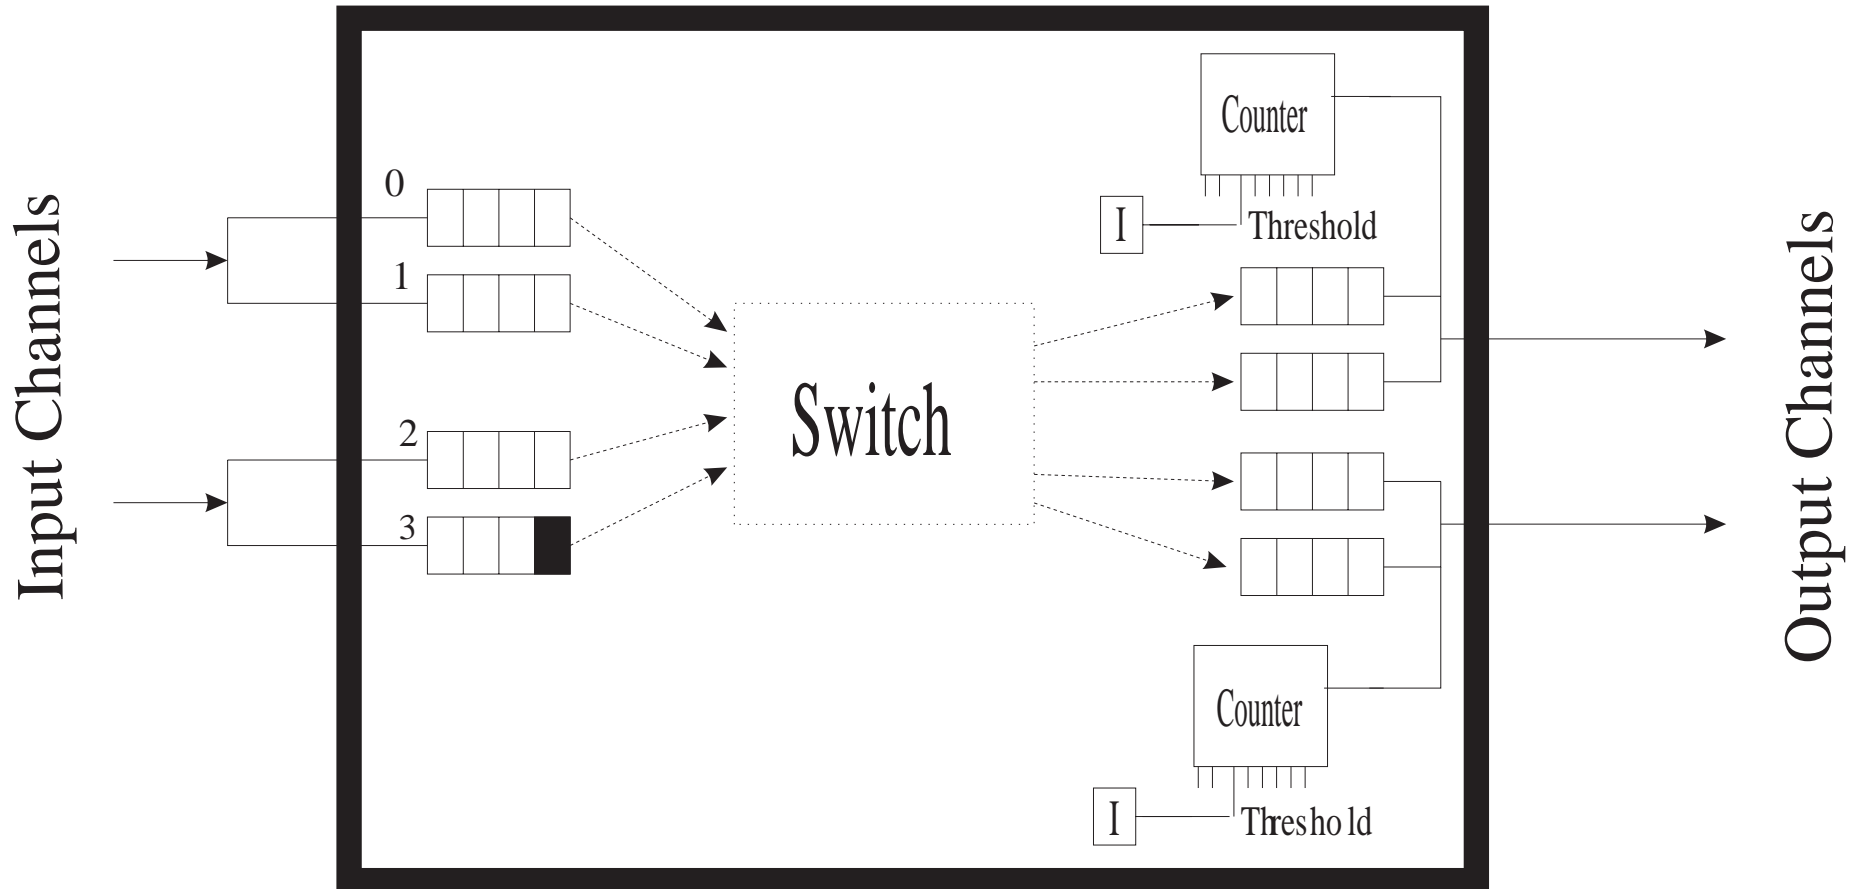 Input Channels
0
1
2
3
Switch
Counter
I
Threshold
Counter
I
Threshold
Output Channels